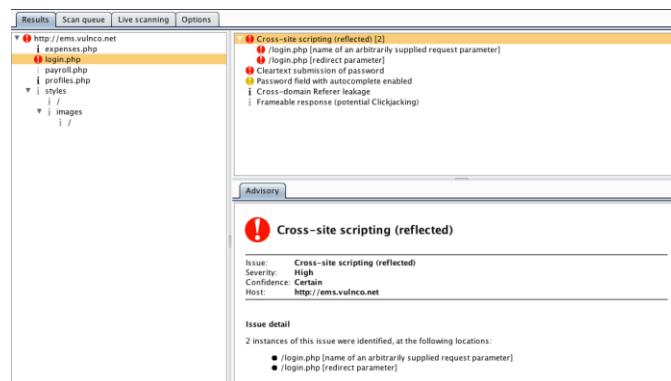 Results
Scan queue
Live scanning
Options
http://ems.vulnco.net
expenses.php
login.php
payroll.php
profiles.php
styles
/
images
/
Cross-site scripting (reflected) [2]
/login.php [name of an arbitrarily supplied request parameter]
/login.php [redirect parameter]
Cleartext submission of password
Password field with autocomplete enabled
Cross-domain Referer leakage
Frameable response (potential Clickjacking)
Advisory
Cross-site scripting (reflected)
Issue: Cross-site scripting (reflected)
Severity: High
Confidence: Certain
Host: http://ems.vulnco.net
Issue detail
2 instances of this issue were identified, at the following locations:
/login.php [name of an arbitrarily supplied request parameter]
/login.php [redirect parameter]